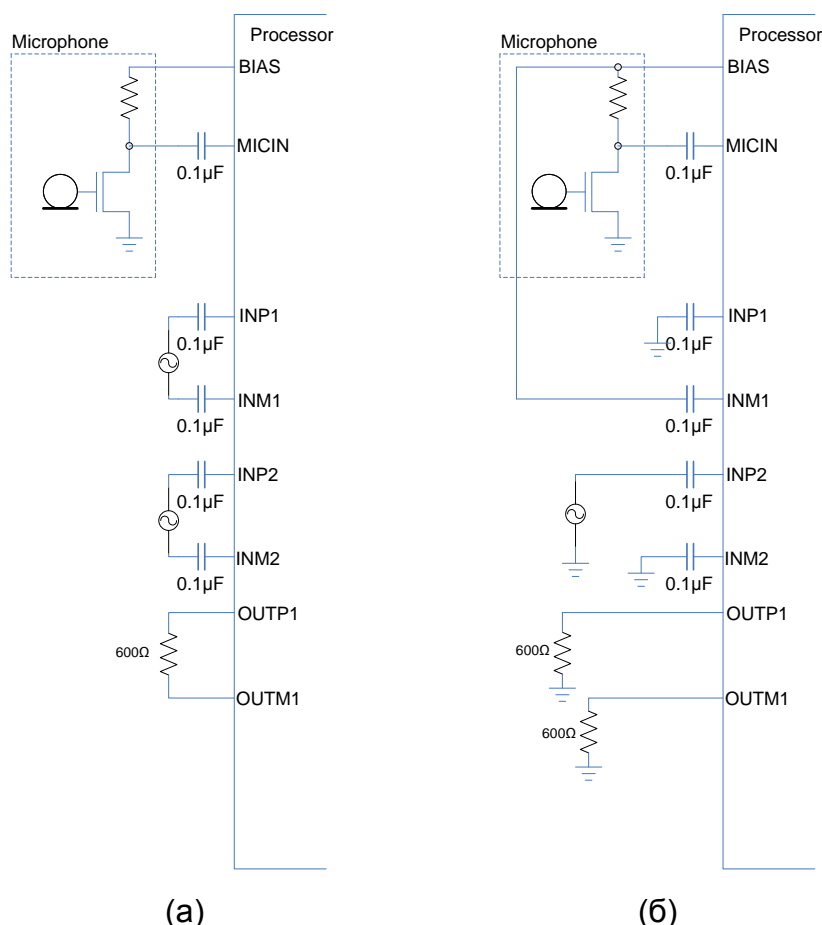 Processor
Microphone
BIAS
MICIN
0.1µF
INP1
0.1µF
INM1
0.1µF
INP2
0.1µF
INM2
0.1µF
OUTP1
600Ω
OUTM1
(а)
Processor
Microphone
BIAS
MICIN
0.1µF
INP1
0.1µF
INM1
0.1µF
INP2
0.1µF
INM2
0.1µF
OUTP1
600Ω
OUTM1
600Ω
(б)